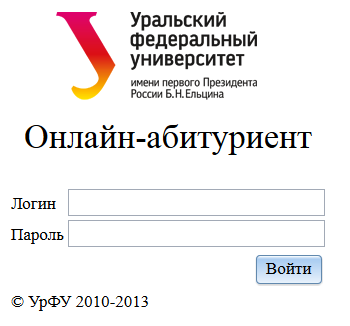 Уральский
федеральный
университет
имени первого Президента
России Б.Н.Ельцина
Онлайн-абитуриент
Логин
Пароль
Войти
© УрФУ 2010-2013